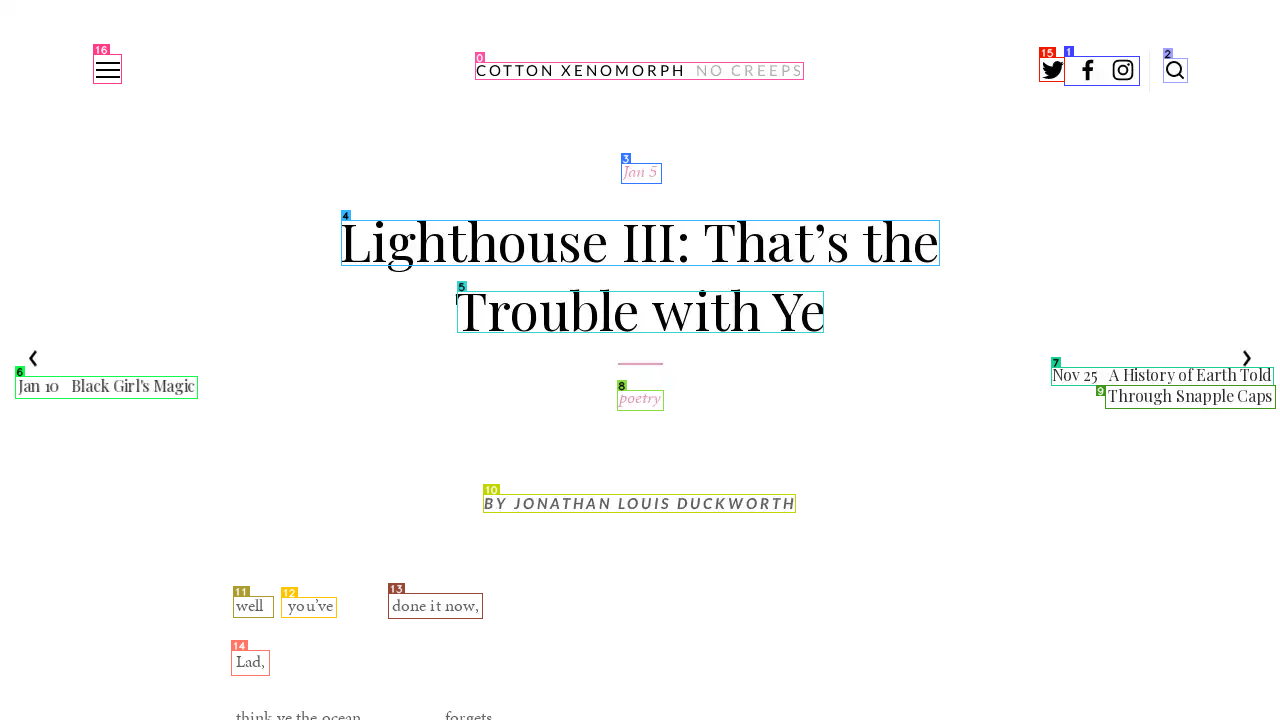 COTTON XENOMORPH NO CREEPS
Jan 5
Lighthouse III: That's the
Trouble with Ye
Jan 10 Black Girl's Magic
Nov 25 A History of Earth Told
Through Snapple Caps
poetry
BY JONATHAN LOUIS DUCKWORTH
well you've done it now,
Lad,
think ye the ocean forgets
16
0
15
1
2
3
4
5
6
7
8
9
10
11
12
13
14